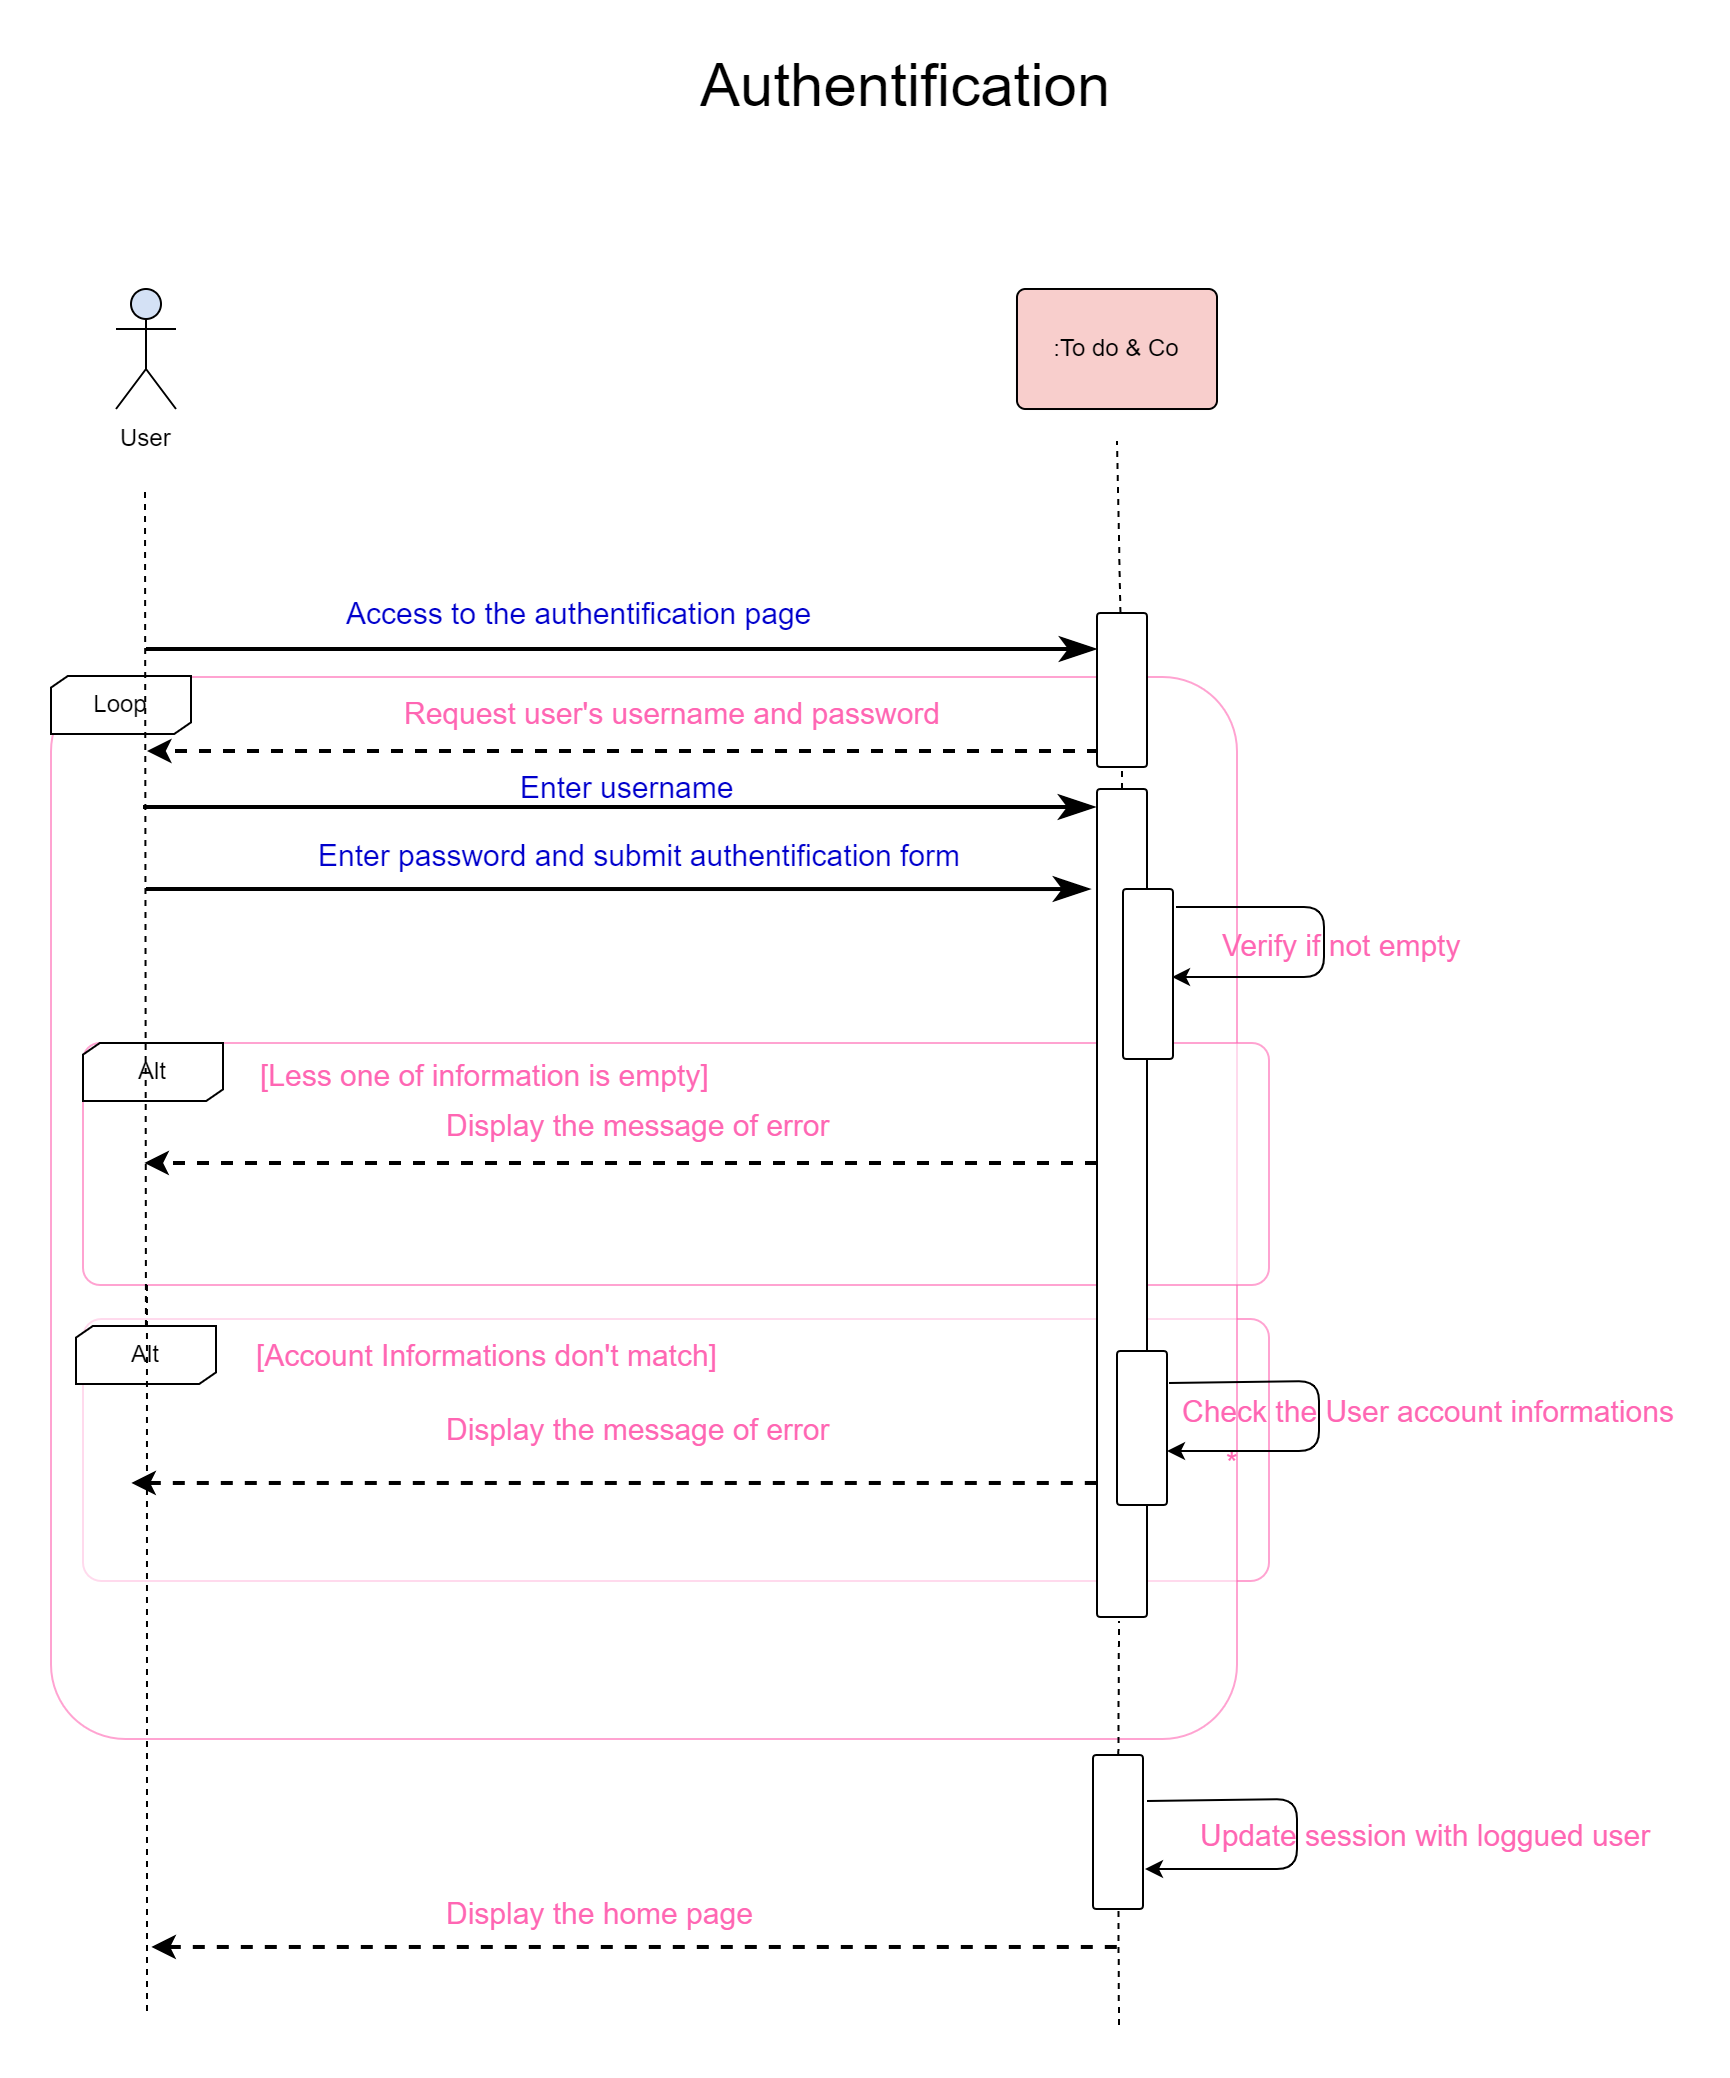 Authentification
:To do & Co
User
Access to the authentification page
Loop
Request user's username and password
Enter username
Enter password and submit authentification form
Verify if not empty
Alt
[Less one of information is empty]
Display the message of error
Alt
[Account Informations don't match]
Check the User account informations
Display the message of error
*
Update session with loggued user
Display the home page